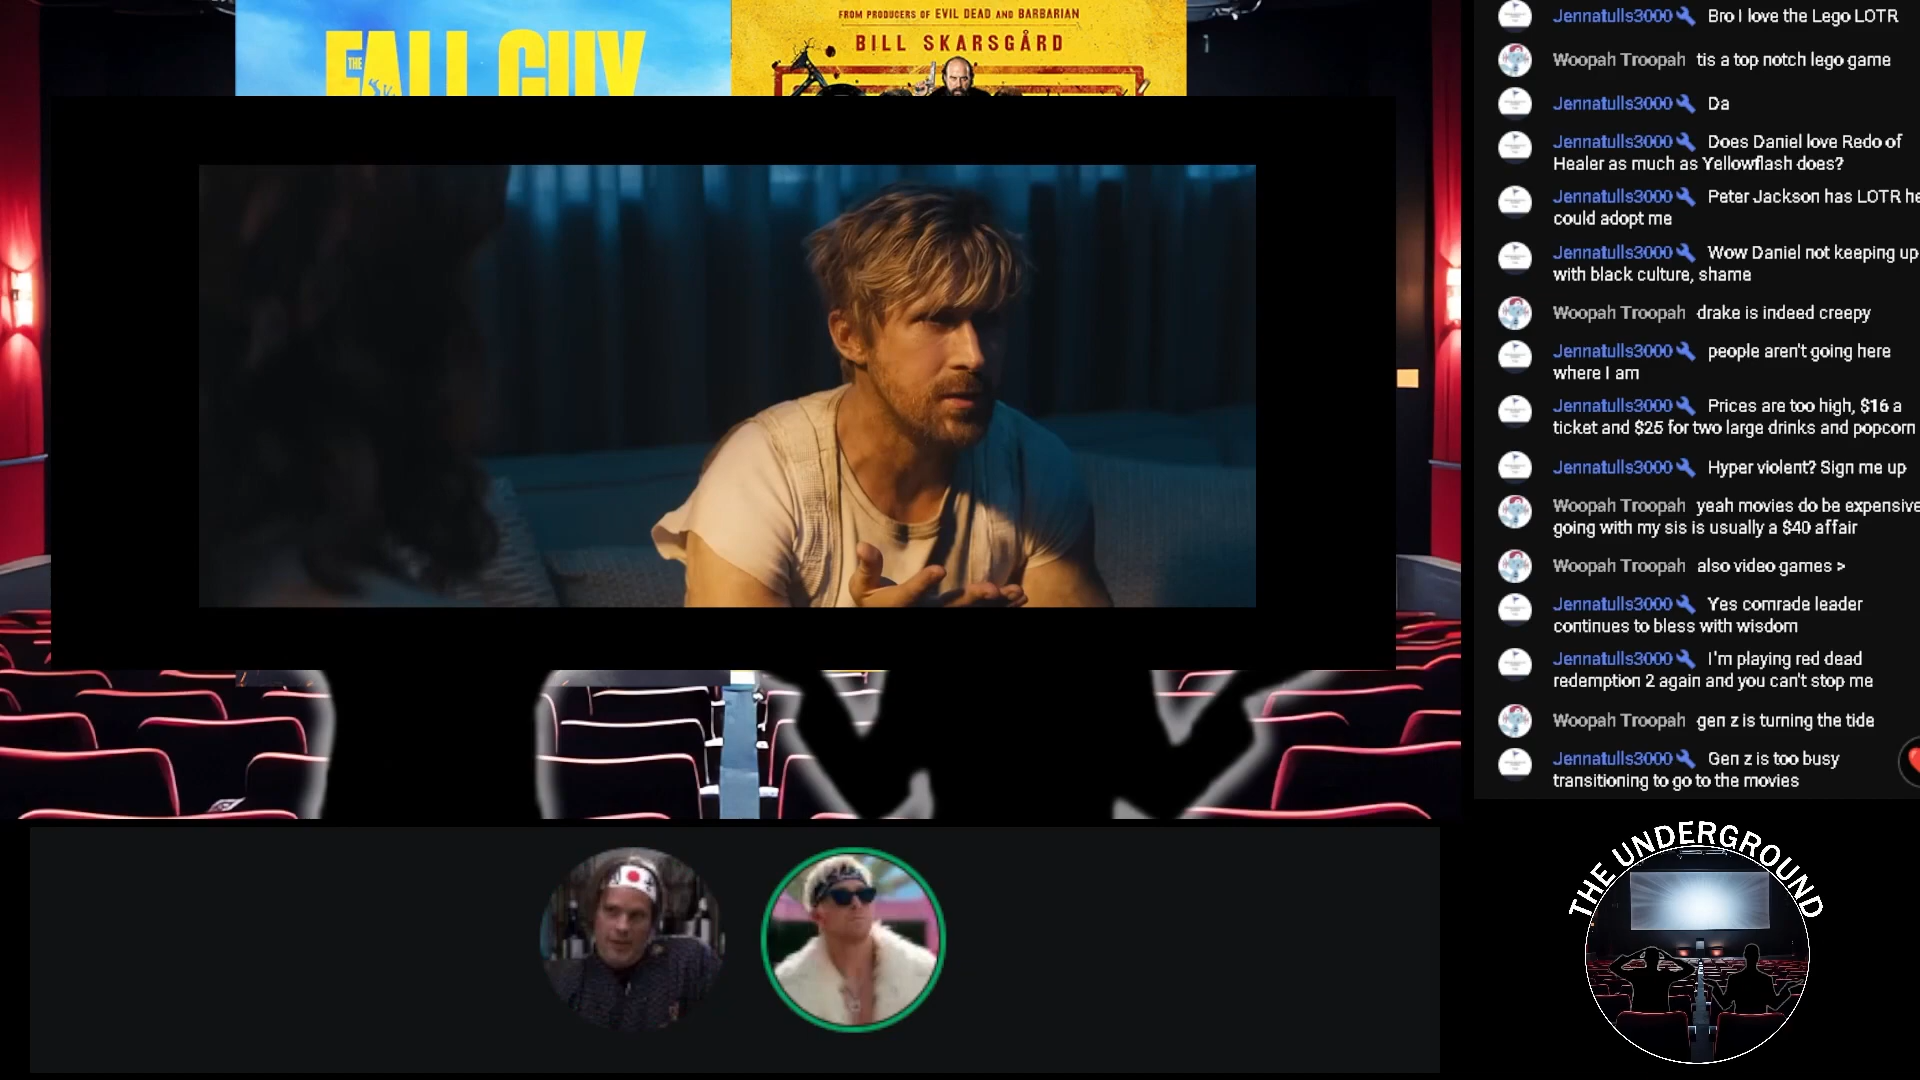 THE
FALL GUY
FROM PRODUCERS OF EVIL DEAD AND BARBARIAN
BILL SKARSGÅRD
Jennatulls3000 Bro I love the Lego LOTR
Woopah Troopah tis a top notch lego game
Jennatulls3000 Da
Jennatulls3000 Does Daniel love Redo of
Healer as much as Yellowflash does?
Jennatulls3000 Peter Jackson has LOTR he
could adopt me
Jennatulls3000 Wow Daniel not keeping up
with black culture, shame
Woopah Troopah drake is indeed creepy
Jennatulls3000 people aren't going here
where I am
Jennatulls3000 Prices are too high, $16 a
ticket and $25 for two large drinks and popcorn
Jennatulls3000 Hyper violent? Sign me up
Woopah Troopah yeah movies do be expensive
going with my sis is usually a $40 affair
Woopah Troopah also video games >
Jennatulls3000 Yes comrade leader
continues to bless with wisdom
Jennatulls3000 I'm playing red dead
redemption 2 again and you can't stop me
Woopah Troopah gen z is turning the tide
Jennatulls3000 Gen z is too busy
transitioning to go to the movies
THE UNDERGROUND